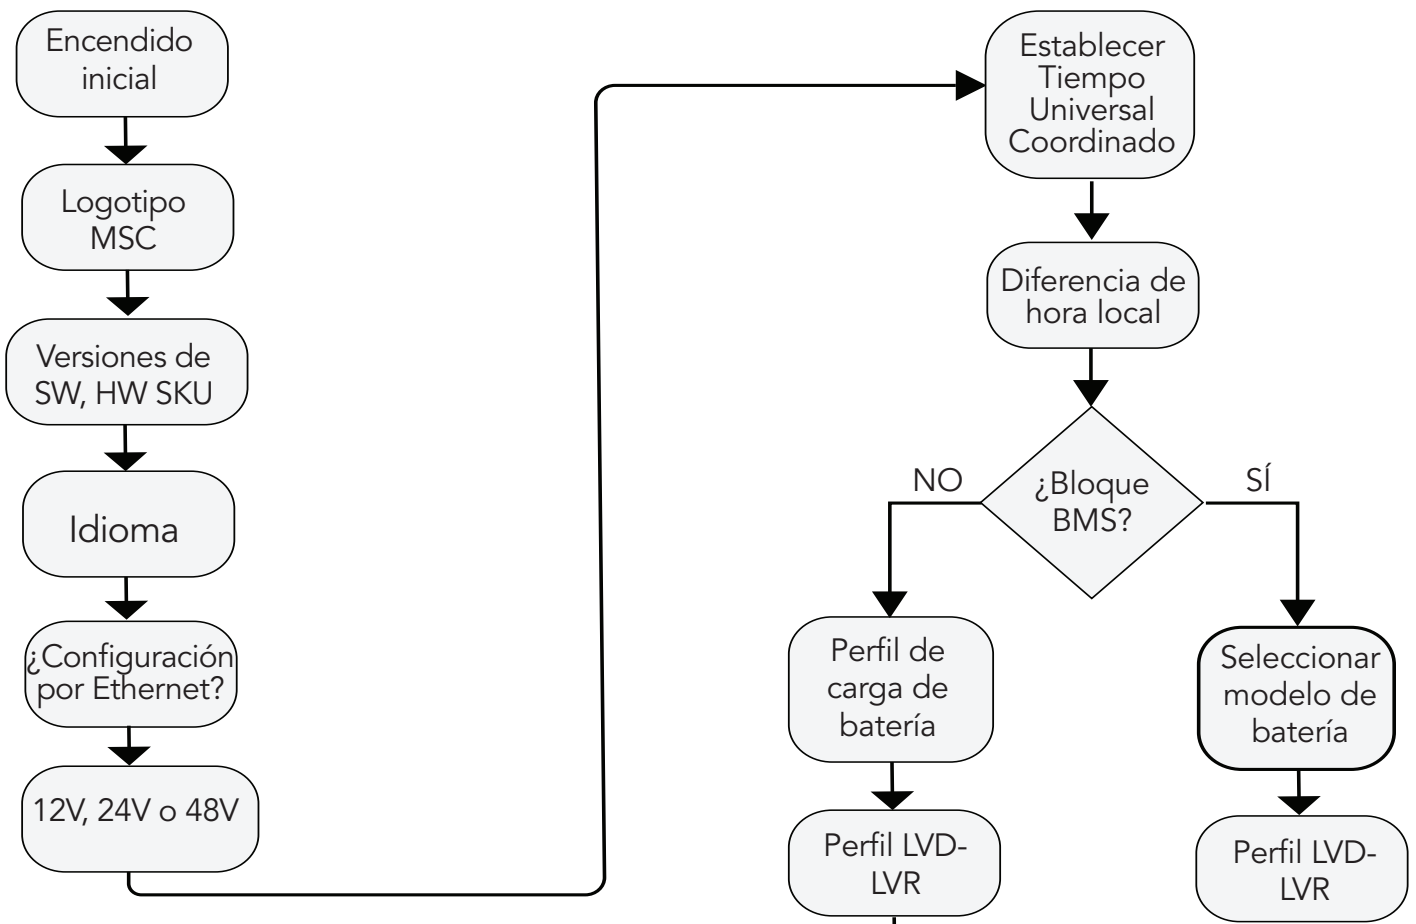 Encendido
inicial
Logotipo
MSC
Versiones de
SW, HW SKU
Idioma
¿Configuración
por Ethernet?
12V, 24V o 48V
Establecer
Tiempo
Universal
Coordinado
Diferencia de
hora local
¿Bloque
BMS?
NO
SÍ
Perfil de
carga de
batería
Perfil LVD-
LVR
Seleccionar
modelo de
batería
Perfil LVD-
LVR